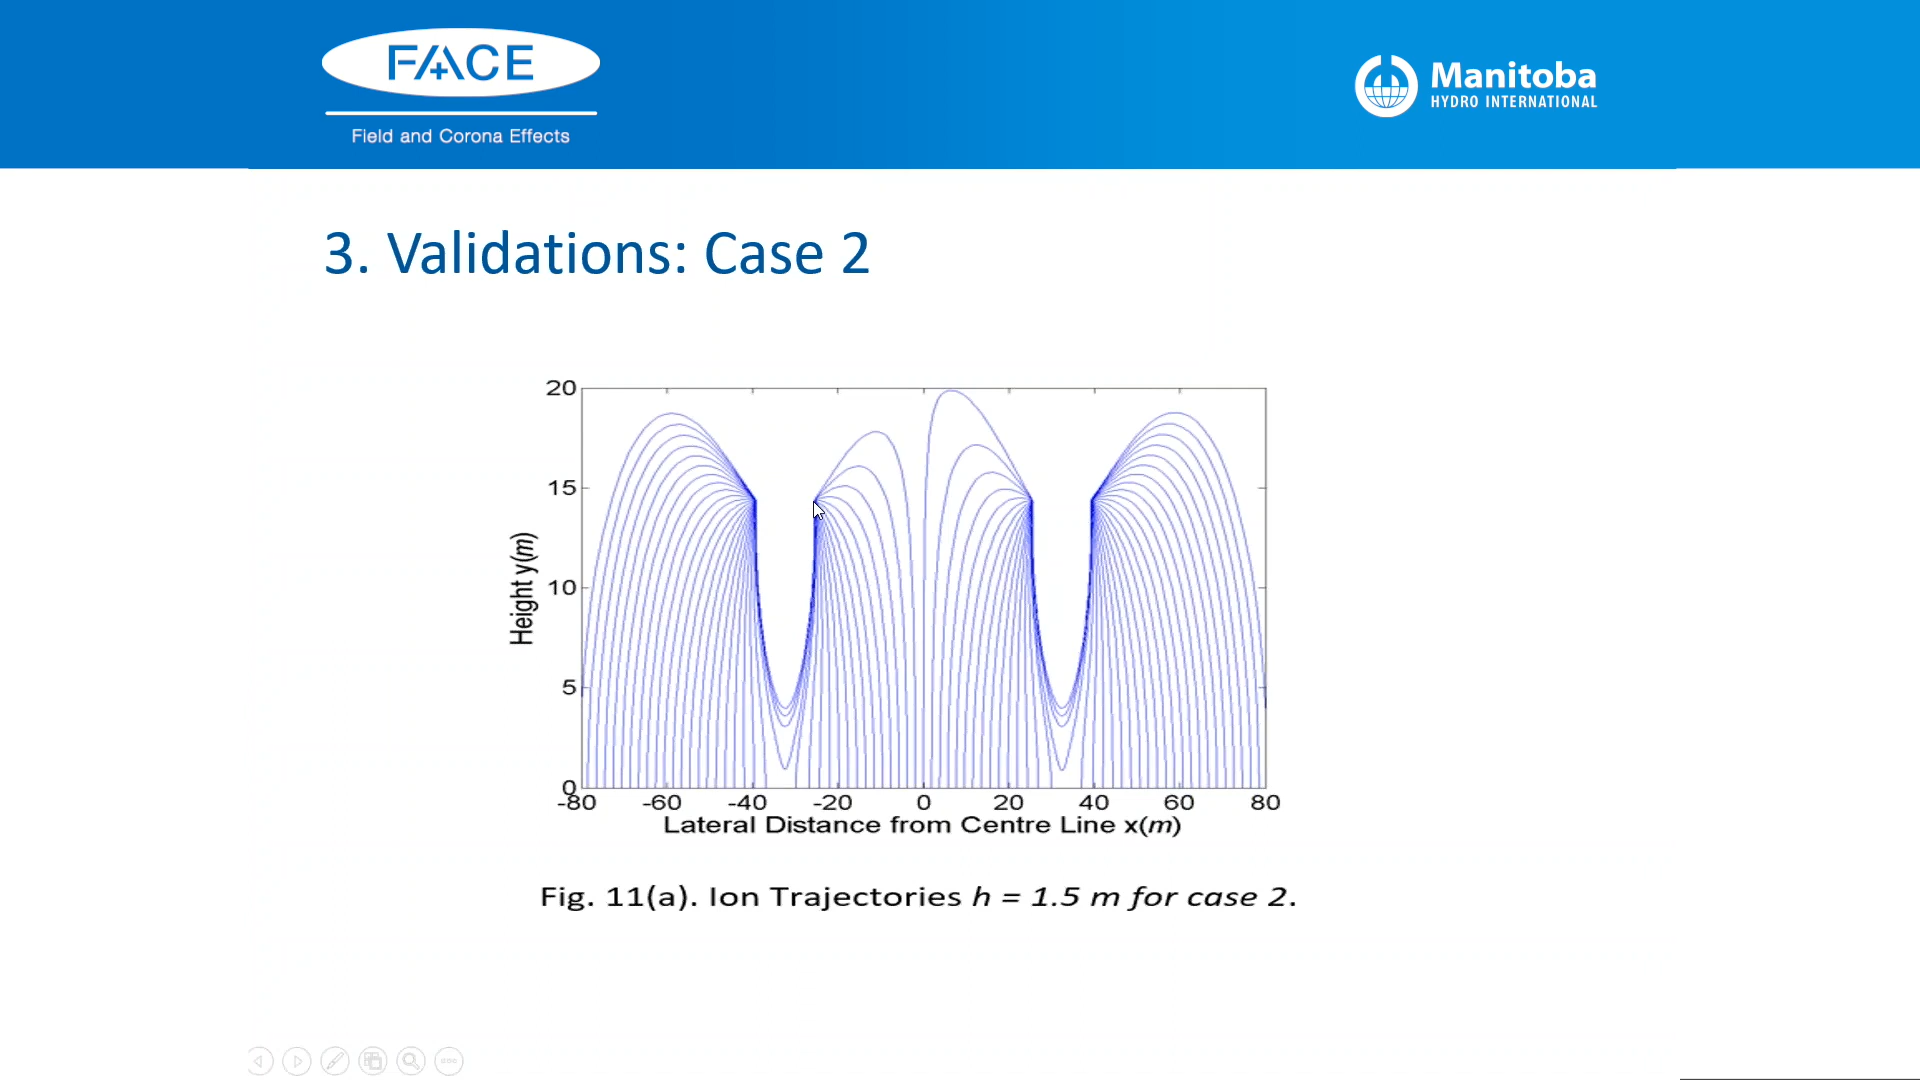 FACE
Field and Corona Effects
Manitoba
HYDRO INTERNATIONAL
3. Validations: Case 2
20
15
10
5
0
Height y(m)
-80 -60 -40 -20 0 20 40 60 80
Lateral Distance from Centre Line x(m)
Fig. 11(a). Ion Trajectories h = 1.5 m for case 2.